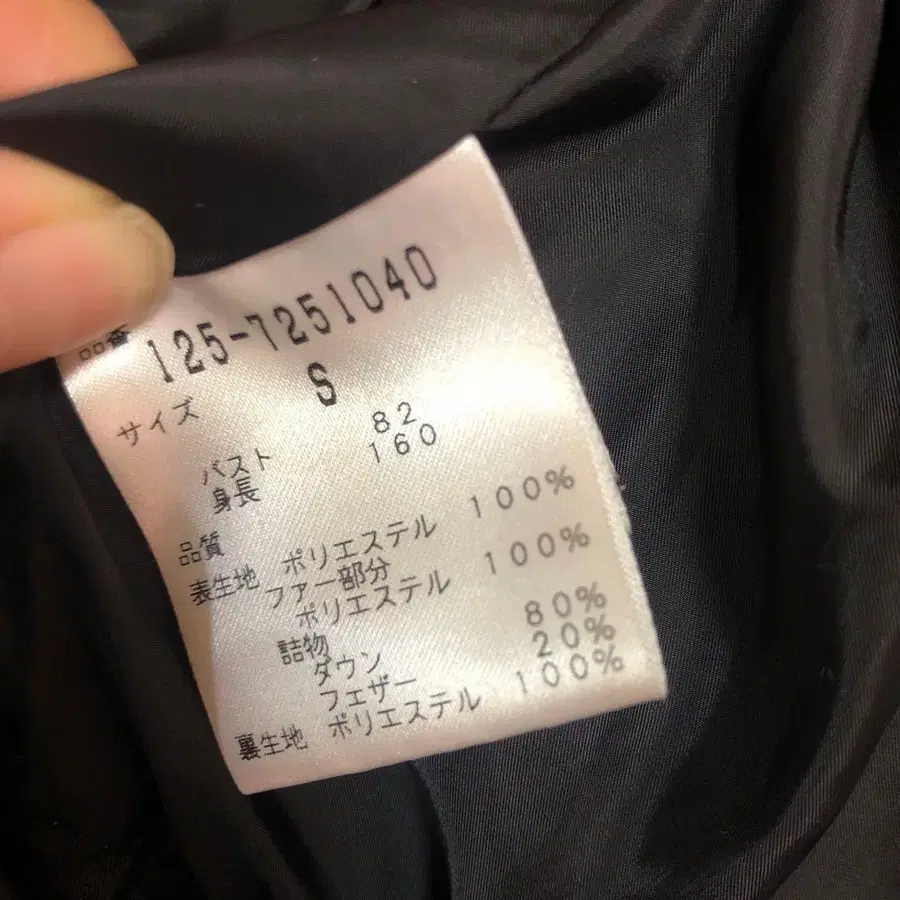 品番 125-7251040
サイズ S
バスト 82
身長 160
品質
表生地 ポリエステル 100%
ファー部分
ポリエステル 100%
詰物
ダウン 80%
フェザー 20%
裏生地 ポリエステル 100%